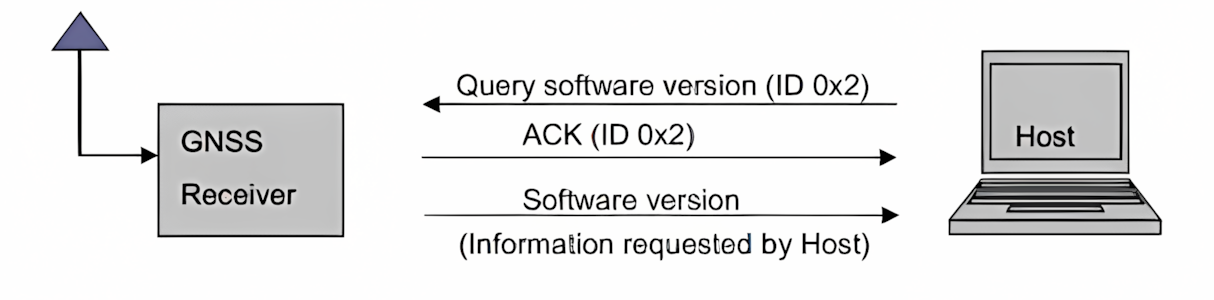 GNSS
Receiver
Query software version (ID 0x2)
ACK (ID 0x2)
Software version
(Information requested by Host)
Host